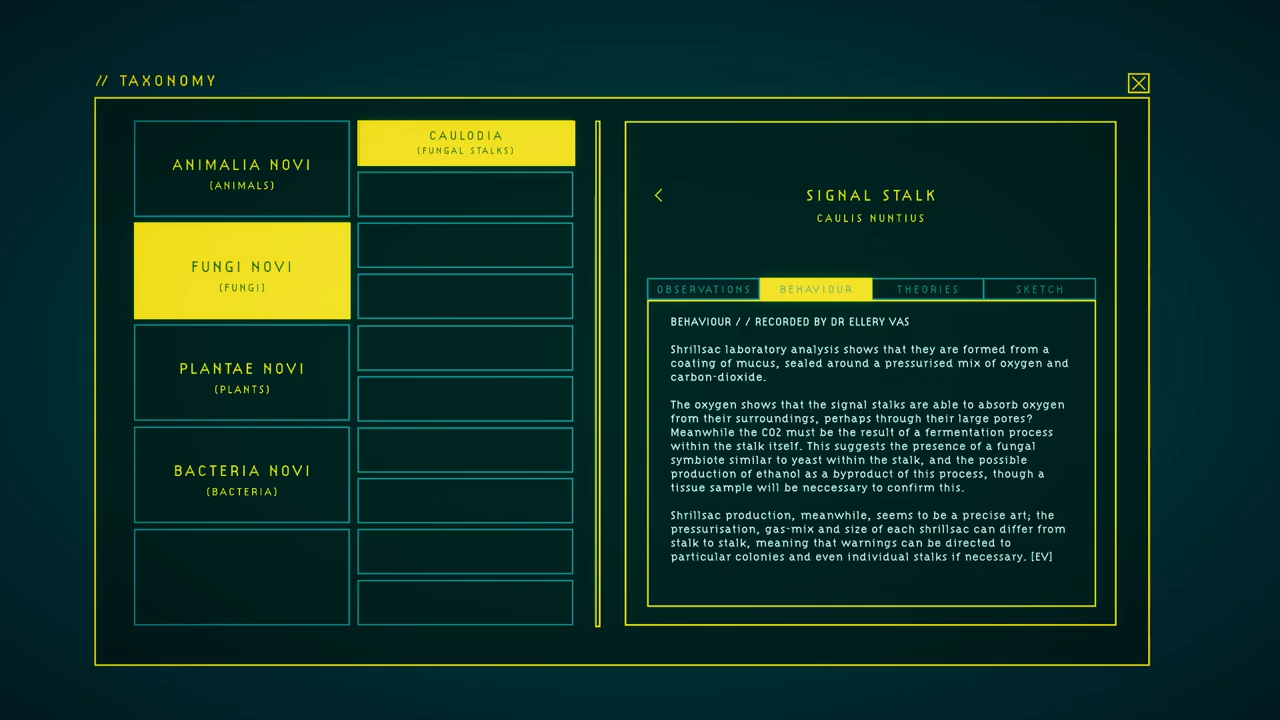 // TAXONOMY
ANIMALIA NOVI
(ANIMALS)
FUNGI NOVI
(FUNGI)
PLANTAE NOVI
(PLANTS)
BACTERIA NOVI
(BACTERIA)
CAULODIA
(FUNGAL STALKS)
SIGNAL STALK
CAULIS NUNTIUS
OBSERVATIONS
BEHAVIOUR
THEORIES
SKETCH
BEHAVIOUR / / RECORDED BY DR ELLERY VAS
Shrillsac laboratory analysis shows that they are formed from a
coating of mucus, sealed around a pressurised mix of oxygen and
carbon-dioxide.
The oxygen shows that the signal stalks are able to absorb oxygen
from their surroundings, perhaps through their large pores?
Meanwhile the CO2 must be the result of a fermentation process
within the stalk itself. This suggests the presence of a fungal
symbiote similar to yeast within the stalk, and the possible
production of ethanol as a byproduct of this process, though a
tissue sample will be neccessary to confirm this.
Shrillsac production, meanwhile, seems to be a precise art; the
pressurisation, gas-mix and size of each shrillsac can differ from
stalk to stalk, meaning that warnings can be directed to
particular colonies and even individual stalks if necessary. [EV]